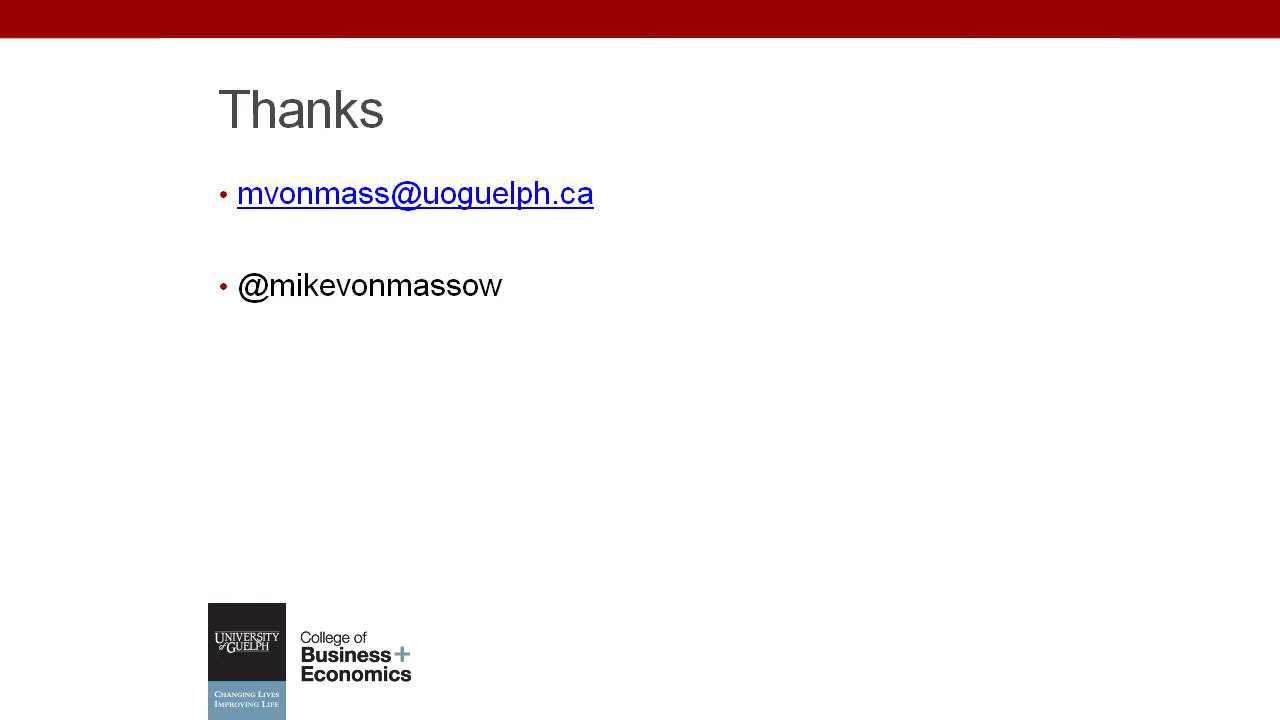 Thanks
• mvonmass@uoguelph.ca
• @mikevonmassow
UNIVERSITY
of GUELPH
CHANGING LIVES
IMPROVING LIFE
College of
Business+
Economics